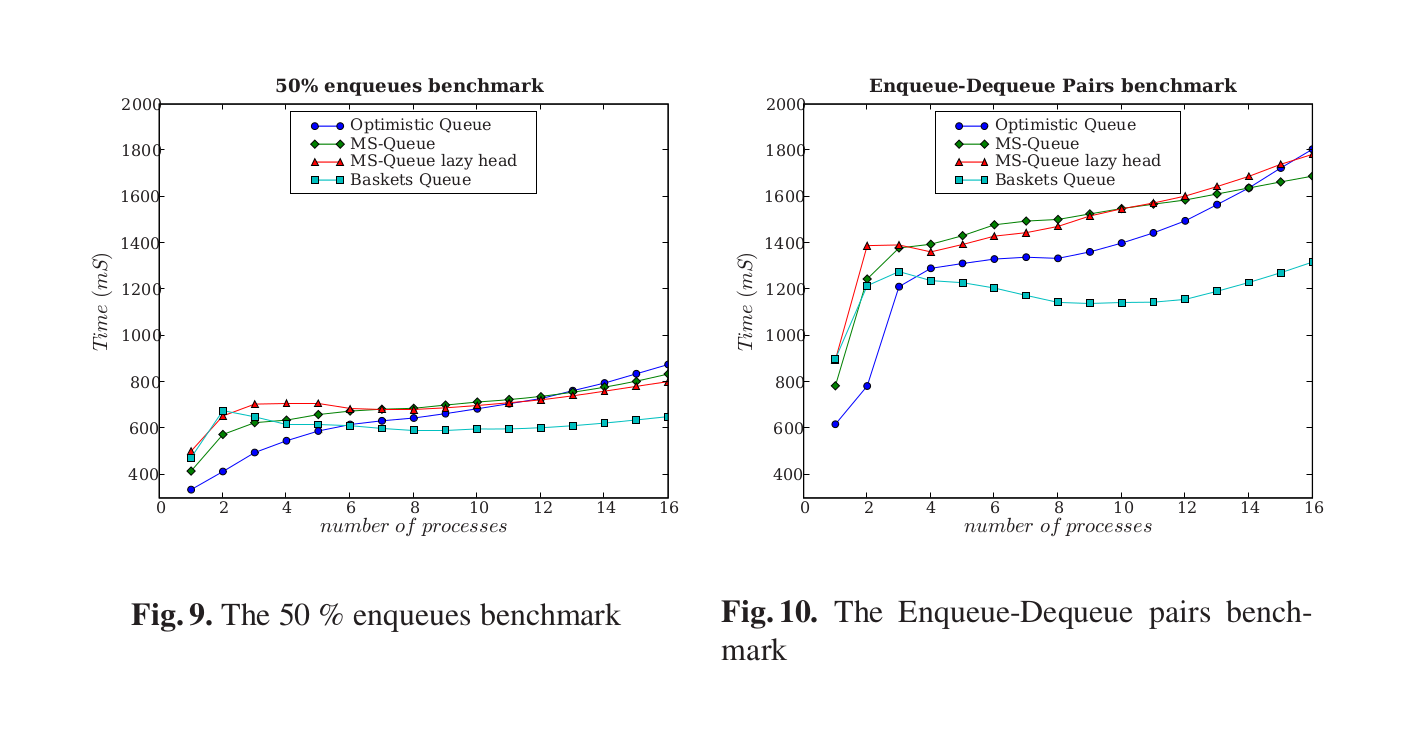 50% enqueues benchmark
2000
1800
1600
1400
1200
1000
800
600
400
0 2 4 6 8 10 12 14 16
Time (mS)
number of processes
Optimistic Queue
MS-Queue
MS-Queue lazy head
Baskets Queue
Fig. 9. The 50 % enqueues benchmark
Enqueue-Dequeue Pairs benchmark
2000
1800
1600
1400
1200
1000
800
600
400
0 2 4 6 8 10 12 14 16
Time (mS)
number of processes
Optimistic Queue
MS-Queue
MS-Queue lazy head
Baskets Queue
Fig. 10. The Enqueue-Dequeue pairs bench-
mark